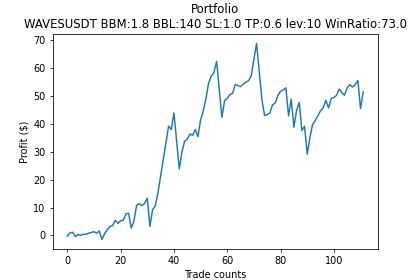 Portfolio
WAVESUSDT BBM:1.8 BBL:140 SL:1.0 TP:0.6 lev:10 WinRatio:73.0
70
60
50
40
30
20
10
0
Profit ($)
0 20 40 60 80 100
Trade counts